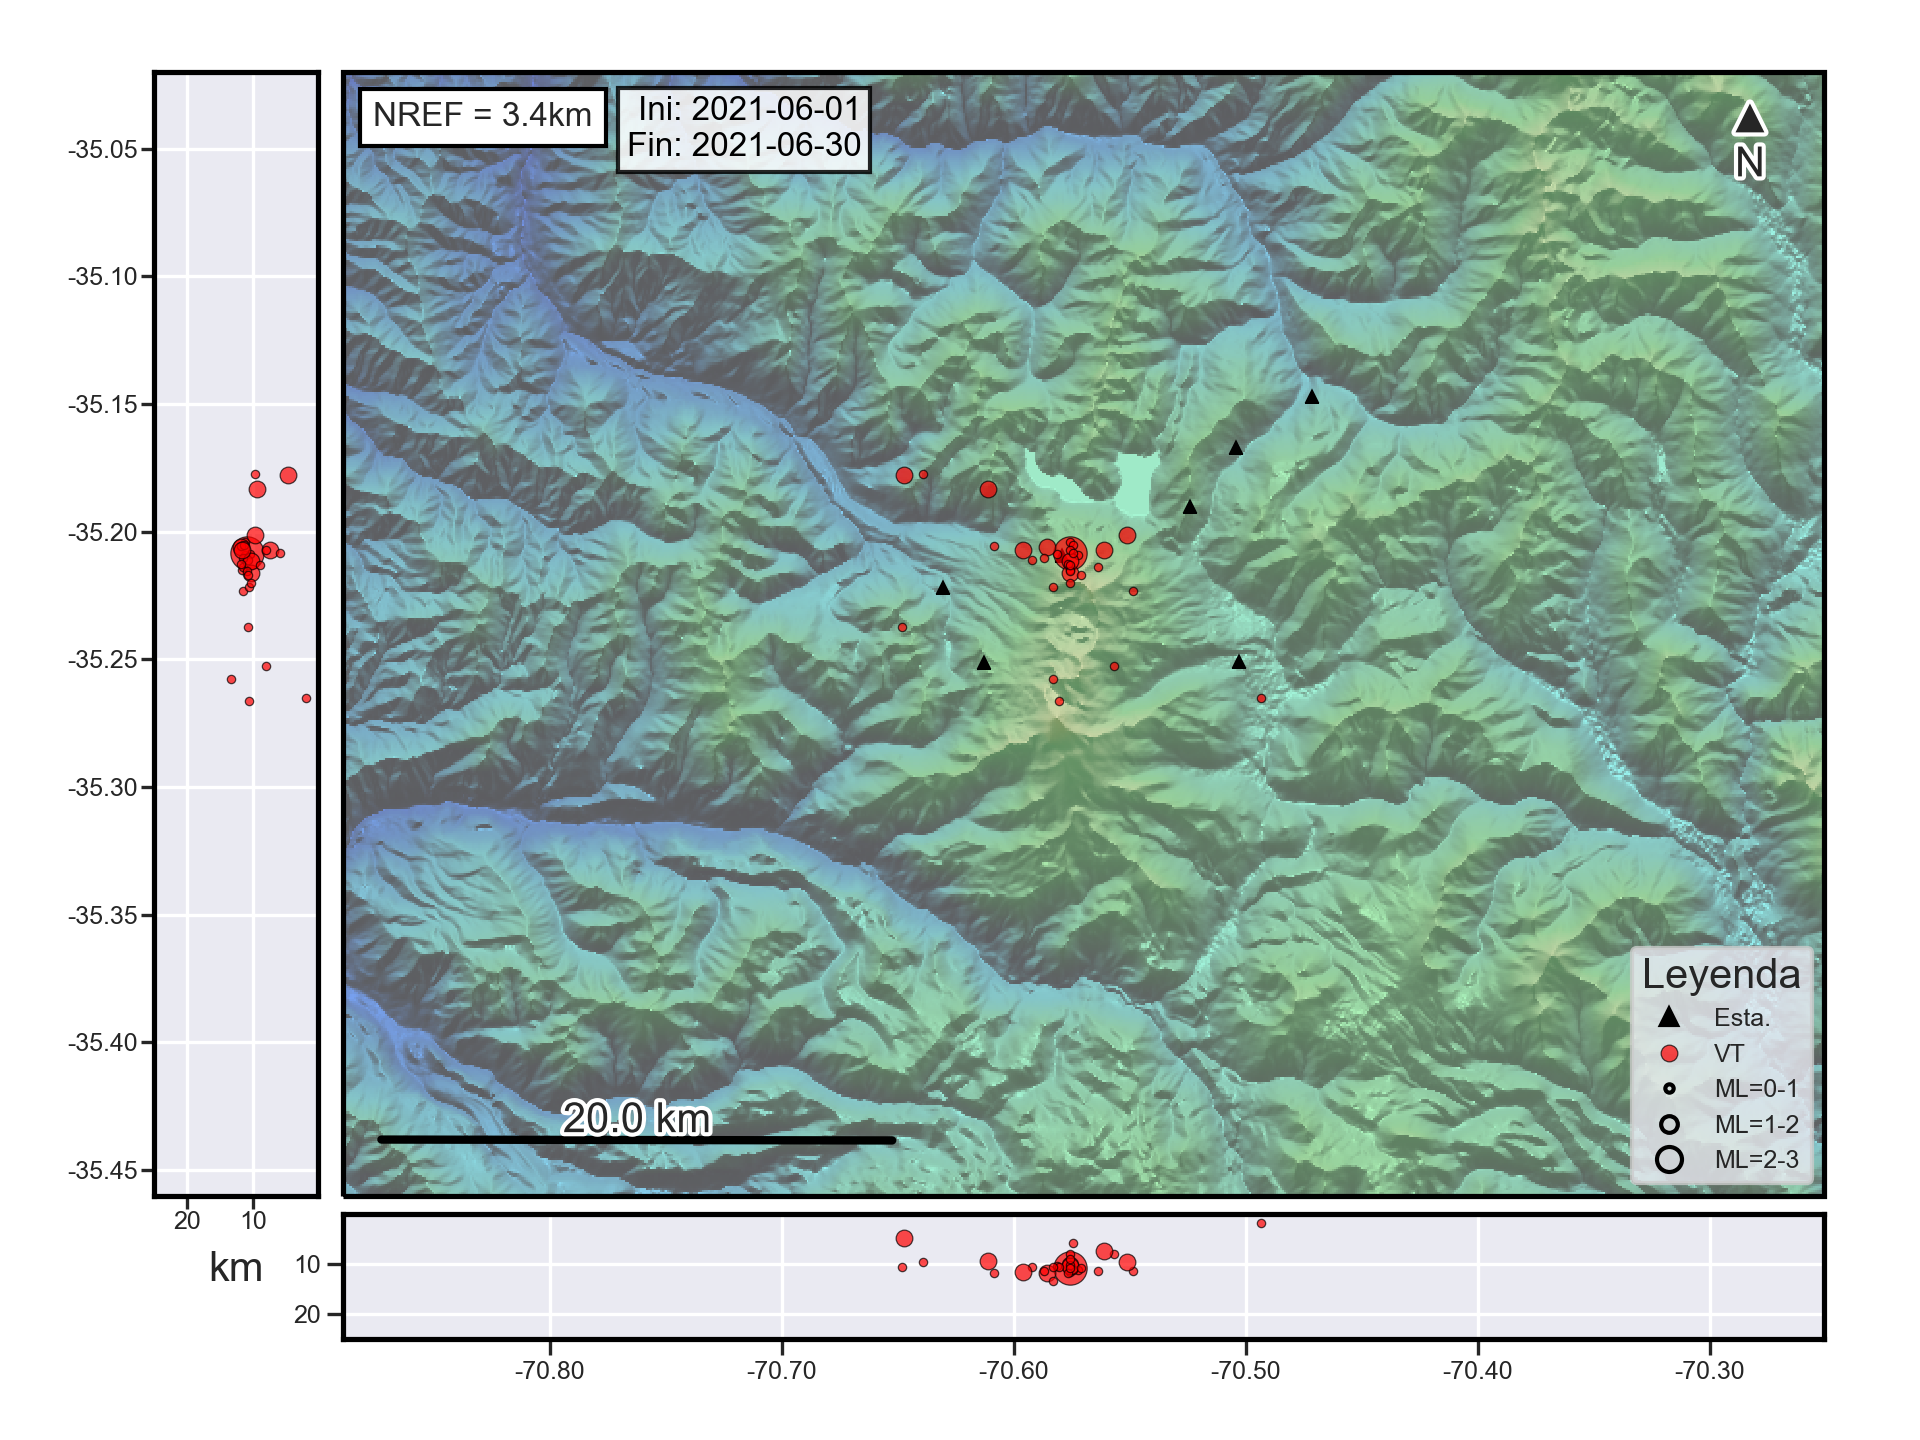 NREF = 3.4km
Ini: 2021-06-01
Fin: 2021-06-30
N
-35.05
-35.10
-35.15
-35.20
-35.25
-35.30
-35.35
-35.40
-35.45
20 10
km
10
20
20.0 km
Leyenda
Esta.
VT
ML=0-1
ML=1-2
ML=2-3
-70.80 -70.70 -70.60 -70.50 -70.40 -70.30